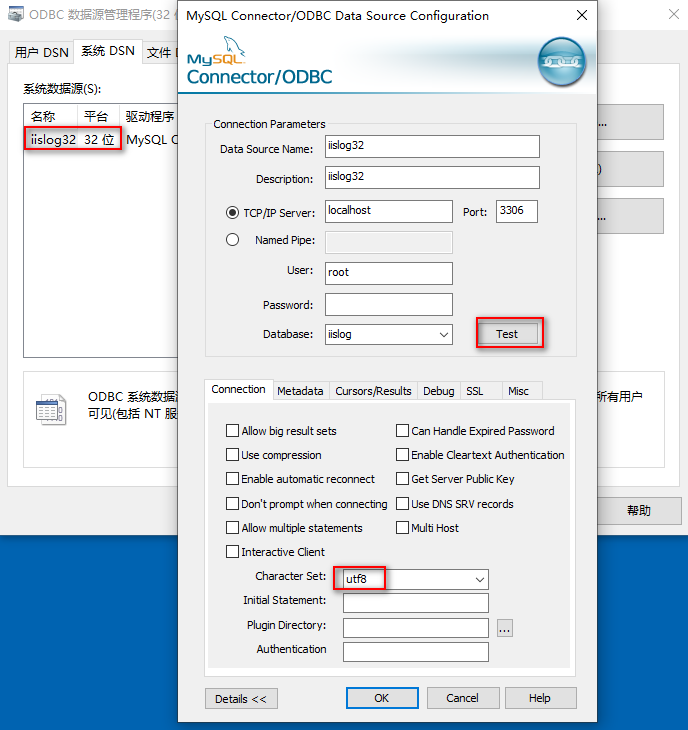 ODBC 数据源管理程序(32
用户 DSN
系统 DSN
文件
系统数据源(S):
名称 平台 驱动程序
iislog32 32 位 MySQL C
...
)
...
ODBC 系统数据源
可见(包括 NT 服
所有用户
帮助
MySQL Connector/ODBC Data Source Configuration
MySQL
Connector/ODBC
Connection Parameters
Data Source Name: iislog32
Description: iislog32
TCP/IP Server: localhost Port: 3306
Named Pipe:
User: root
Password:
Database: iislog Test
Connection Metadata Cursors/Results Debug SSL Misc
Allow big result sets Can Handle Expired Password
Use compression Enable Cleartext Authentication
Enable automatic reconnect Get Server Public Key
Don't prompt when connecting Use DNS SRV records
Allow multiple statements Multi Host
Interactive Client
Character Set: utf8
Initial Statement:
Plugin Directory: ...
Authentication
Details << OK Cancel Help